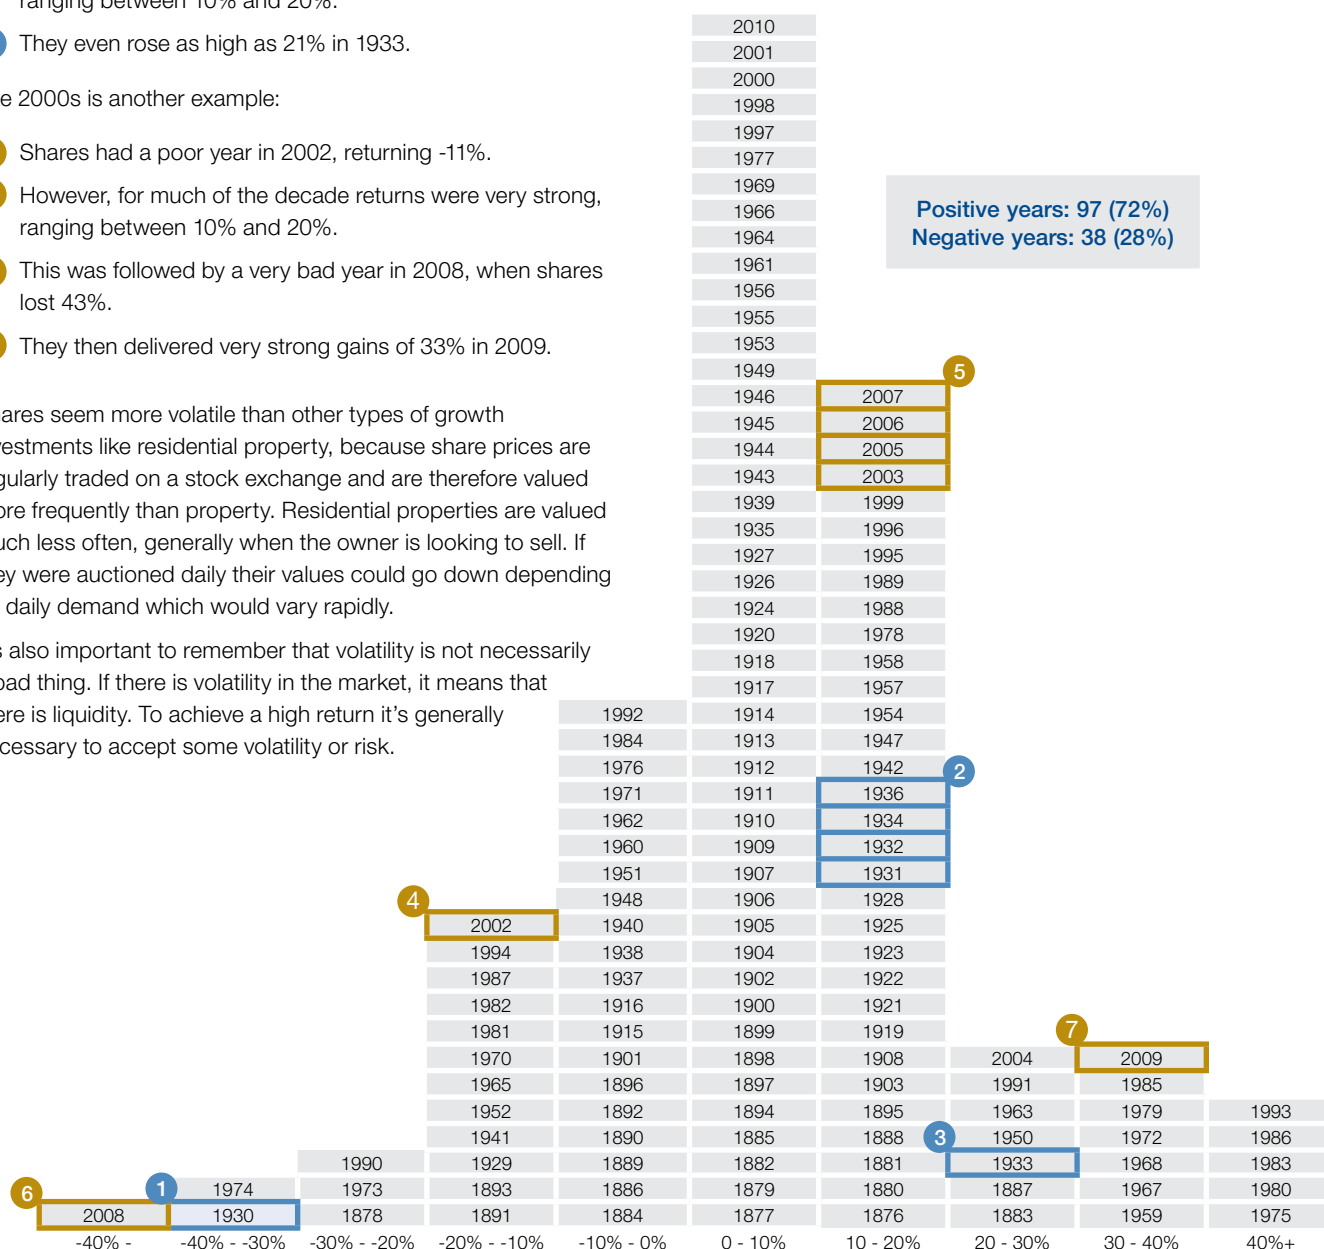 ranging between 10% and 20%.
They even rose as high as 21% in 1933.
2000s is another example:
Shares had a poor year in 2002, returning -11%.
However, for much of the decade returns were very strong,
ranging between 10% and 20%.
This was followed by a very bad year in 2008, when shares
lost 43%.
They then delivered very strong gains of 33% in 2009.
seem more volatile than other types of growth
like residential property, because share prices are
traded on a stock exchange and are therefore valued
frequently than property. Residential properties are valued
less often, generally when the owner is looking to sell. If
were auctioned daily their values could go down depending
daily demand which would vary rapidly.
also important to remember that volatility is not necessarily
thing. If there is volatility in the market, it means that
is liquidity. To achieve a high return it's generally
to accept some volatility or risk.
Positive years: 97 (72%)
Negative years: 38 (28%)
2010
2001
2000
1998
1997
1977
1969
1966
1964
1961
1956
1955
1953
1949
5
1946 2007
1945 2006
1944 2005
1943 2003
1939 1999
1935 1996
1927 1995
1926 1989
1924 1988
1920 1978
1918 1958
1917 1957
1992 1914 1954
1984 1913 1947
1976 1912 1942 2
1971 1911 1936
1962 1910 1934
1960 1909 1932
1951 1907 1931
4 1948 1906 1928
2002 1940 1905 1925
1994 1938 1904 1923
1987 1937 1902 1922
1982 1916 1900 1921
1981 1915 1899 1919 7
1970 1901 1898 1908 2004 2009
1965 1896 1897 1903 1991 1985
1952 1892 1894 1895 1963 1979 1993
1941 1890 1885 1888 3 1950 1972 1986
1990 1929 1889 1882 1881 1933 1968 1983
6 1 1974 1973 1893 1886 1879 1880 1887 1967 1980
2008 1930 1878 1891 1884 1877 1876 1883 1959 1975
-40% - -40% - -30% -30% - -20% -20% - -10% -10% - 0% 0 - 10% 10 - 20% 20 - 30% 30 - 40% 40%+